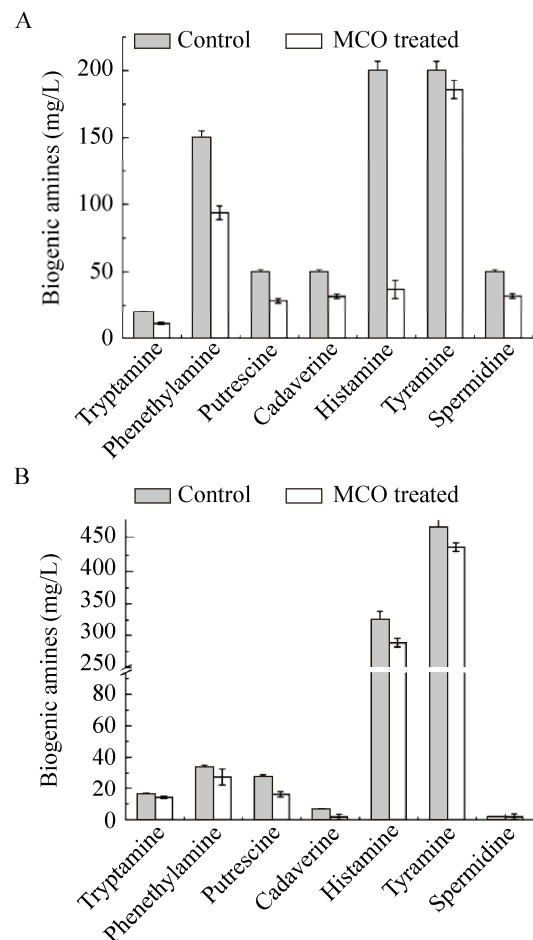 A
Control MCO treated
Biogenic amines (mg/L)
200
150
100
50
0
Tryptamine Phenethylamine Putrescine Cadaverine Histamine Tyramine Spermidine
B
Control MCO treated
Biogenic amines (mg/L)
450
400
350
300
250
80
60
40
20
0
Tryptamine Phenethylamine Putrescine Cadaverine Histamine Tyramine Spermidine